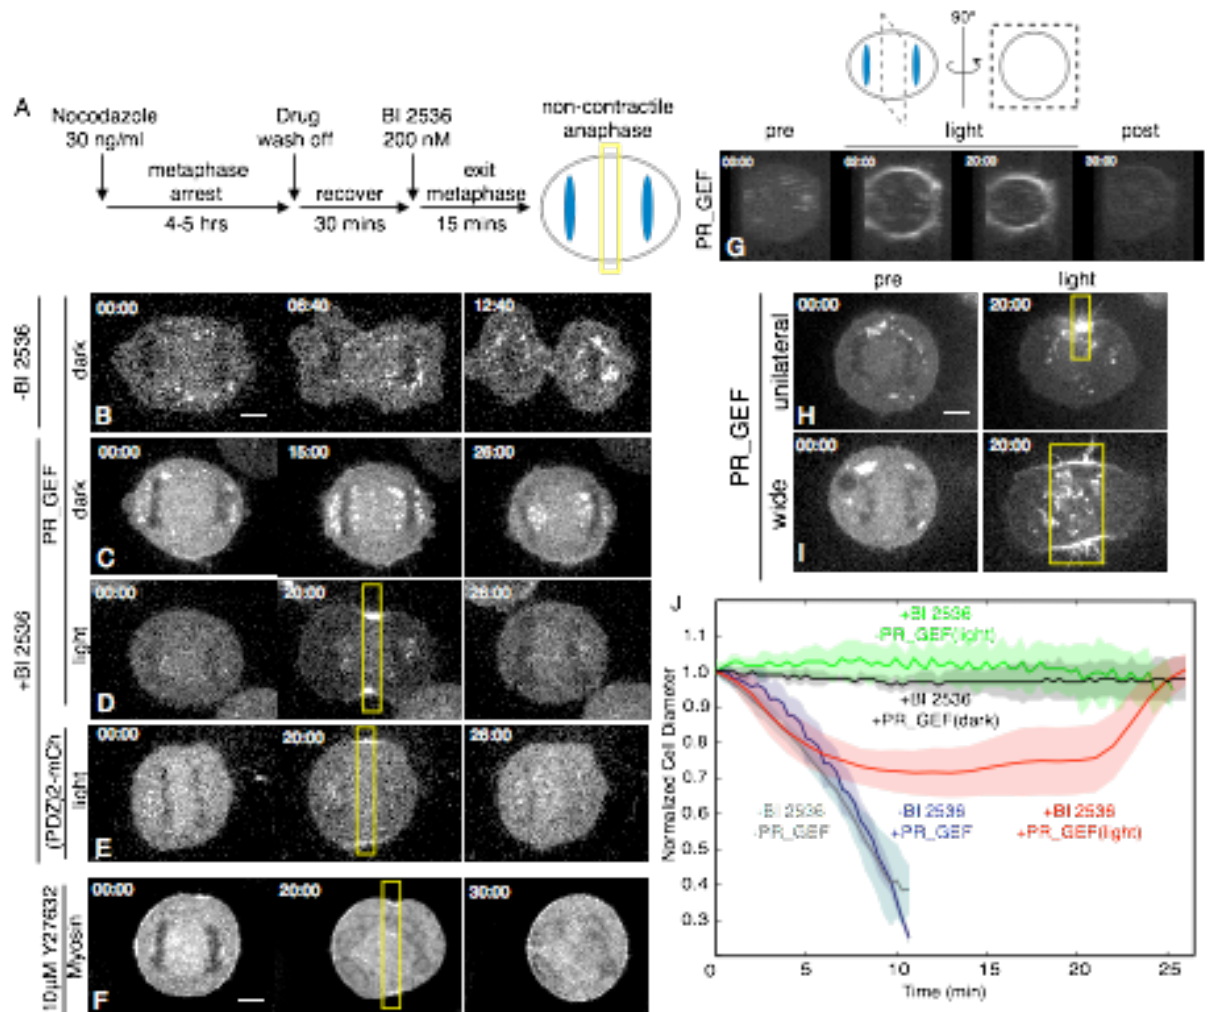 A
Nocodazole
30 ng/ml
Drug
wash off
BI 2536
200 nM
non-contractile
anaphase
metaphase
arrest
recover
exit
metaphase
4-5 hrs
30 mins
15 mins
90°
pre
light
post
PR_GEF
00:00
20:00
G
-BI 2536
dark
00:00
06:40
12:40
B
+BI 2536
PR_GEF
dark
00:00
15:00
26:00
C
light
00:00
20:00
26:00
D
(PDZ)2-mCh
light
00:00
20:00
26:00
E
10µM Y27632
Myosin
00:00
20:00
30:00
F
pre
light
PR_GEF
unilateral
00:00
20:00
H
wide
00:00
20:00
I
J
Normalized Cell Diameter
1.1
1.0
0.9
0.8
0.7
0.6
0.5
0.4
0.3
+BI 2536
-PR_GEF(light)
+BI 2536
+PR_GEF(dark)
-BI 2536
-PR_GEF
-BI 2536
+PR_GEF
+BI 2536
+PR_GEF(light)
0
5
10
15
20
25
Time (min)